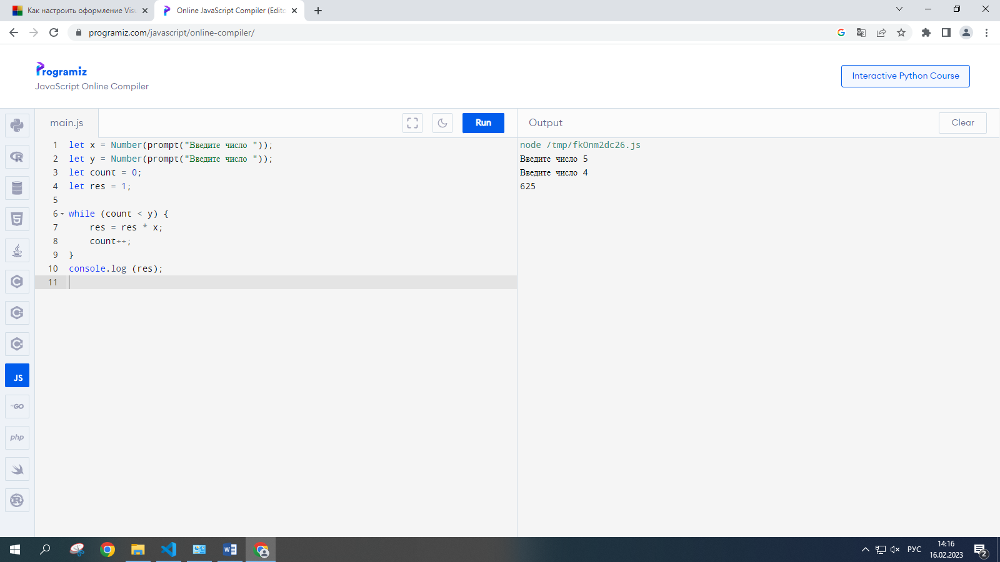 Как настроить оформление Visu
Online JavaScript Compiler (Edito
programiz.com/javascript/online-compiler/
Programiz
JavaScript Online Compiler
Interactive Python Course
main.js
Run
Output
Clear
1 let x = Number(prompt("Введите число "));
2 let y = Number(prompt("Введите число "));
3 let count = 0;
4 let res = 1;
5
6 while (count < y) {
7 res = res * x;
8 count++;
9 }
10 console.log (res);
11
node /tmp/fkOnm2dc26.js
Введите число 5
Введите число 4
625
JS
GO
php
РУС
14:16
16.02.2023
2